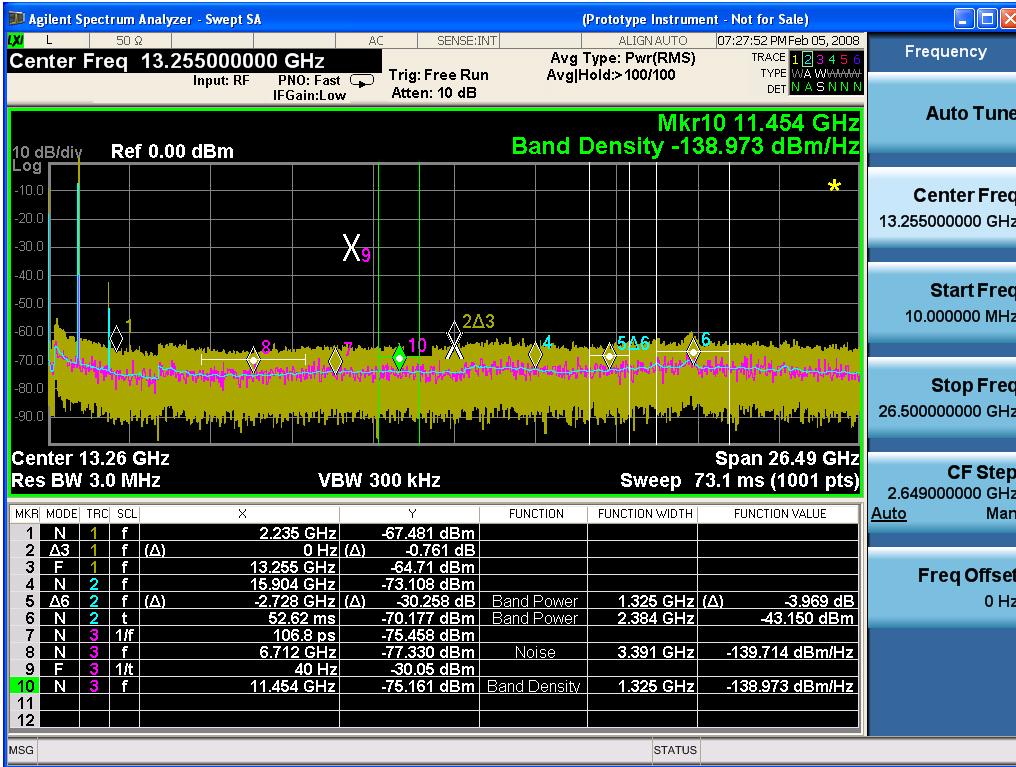 Agilent Spectrum Analyzer - Swept SA (Prototype Instrument - Not for Sale)
LXI L 50 Ω AC SENSE:INT ALIGN AUTO 07:27:52 PM Feb 05, 2008
Center Freq 13.255000000 GHz
Input: RF PNO: Fast
IFGain:Low
Trig: Free Run
Atten: 10 dB
Avg Type: Pwr(RMS)
Avg|Hold:>100/100
TRACE 1 2 3 4 5 6
TYPE WAWWWW
DET N A S N N N
Mkr10 11.454 GHz
Band Density -138.973 dBm/Hz
10 dB/div Ref 0.00 dBm
Log
-10.0
-20.0
-30.0
-40.0
-50.0
-60.0
-70.0
-80.0
-90.0
X 9
1
2Δ3
8
7
10
4
5Δ6
6
*
Center 13.26 GHz Span 26.49 GHz
Res BW 3.0 MHz VBW 300 kHz Sweep 73.1 ms (1001 pts)
MKR MODE TRC SCL X Y FUNCTION FUNCTION WIDTH FUNCTION VALUE
1 N 1 f 2.235 GHz -67.481 dBm
2 Δ3 1 f (Δ) 0 Hz (Δ) -0.761 dB
3 F 1 f 13.255 GHz -64.71 dBm
4 N 2 f 15.904 GHz -73.108 dBm
5 Δ6 2 f (Δ) -2.728 GHz (Δ) -30.258 dB Band Power 1.325 GHz (Δ) -3.969 dB
6 N 2 t 52.62 ms -70.177 dBm Band Power 2.384 GHz -43.150 dBm
7 N 3 1/f 106.8 ps -75.458 dBm
8 N 3 f 6.712 GHz -77.330 dBm Noise 3.391 GHz -139.714 dBm/Hz
9 F 3 1/t 40 Hz -30.05 dBm
10 N 3 f 11.454 GHz -75.161 dBm Band Density 1.325 GHz -138.973 dBm/Hz
11
12
MSG STATUS
Frequency
Auto Tune
Center Freq
13.255000000 GHz
Start Freq
10.000000 MHz
Stop Freq
26.500000000 GHz
CF Step
2.649000000 GHz
Auto Man
Freq Offset
0 Hz